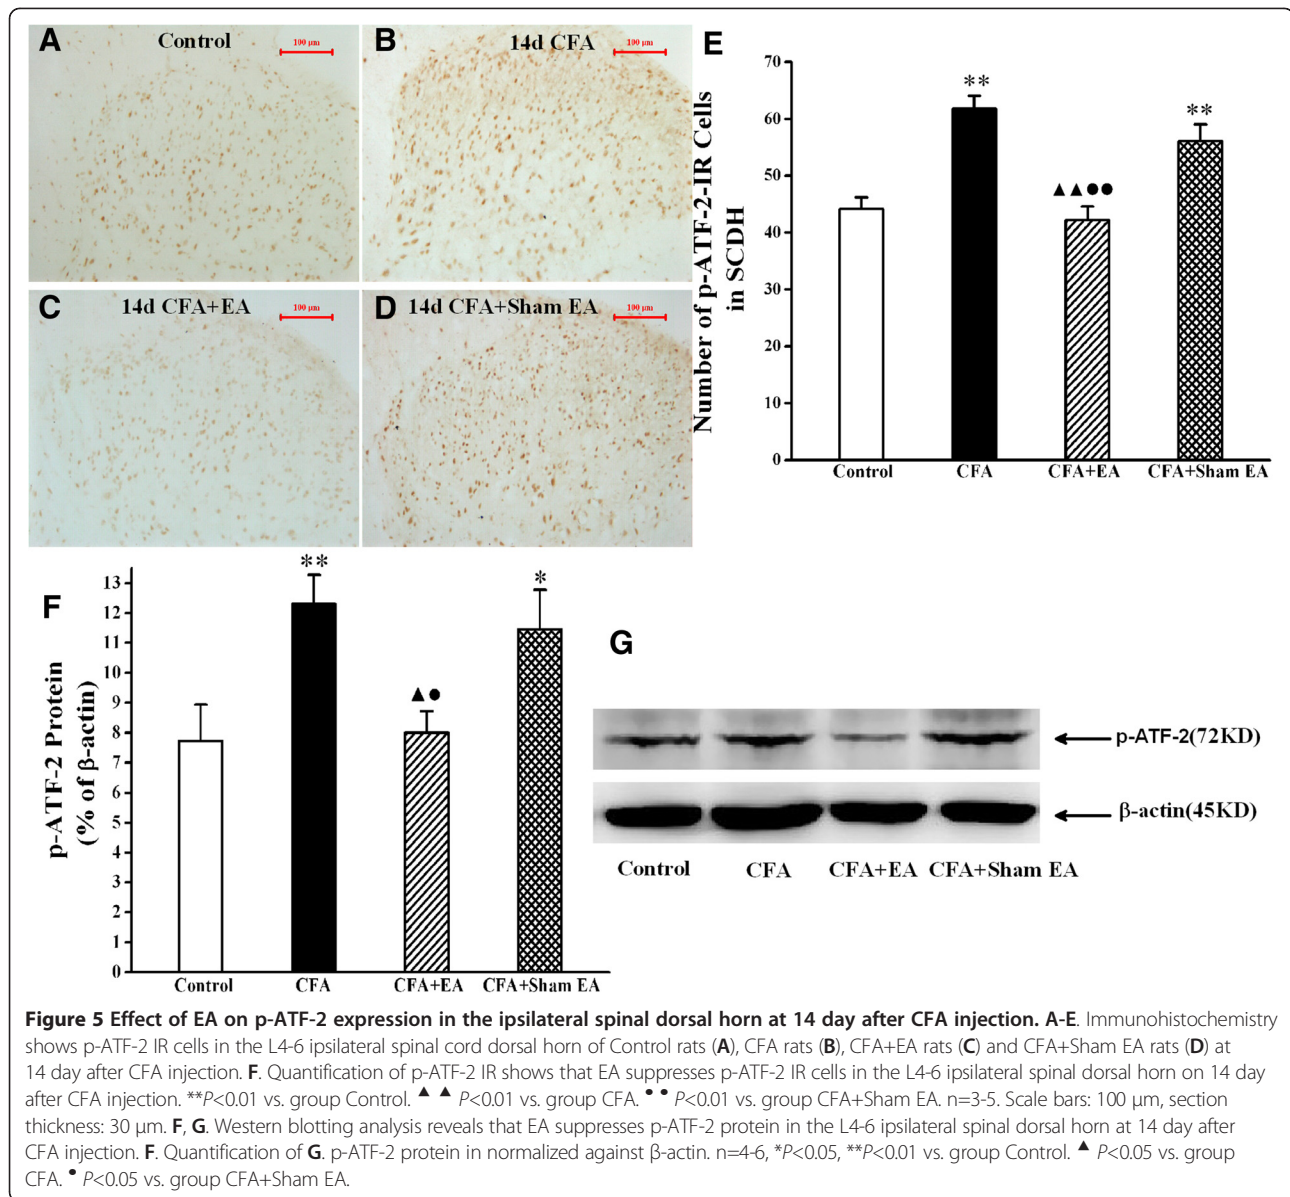 A
Control
100 μm
B
14d CFA
100 μm
C
14d CFA+EA
100 μm
D
14d CFA+Sham EA
100 μm
E
Number of p-ATF-2-IR Cells
in SCDH
70
60
50
40
30
20
10
0
**
▲▲●●
**
Control
CFA
CFA+EA
CFA+Sham EA
F
p-ATF-2 Protein
(% of β-actin)
13
12
11
10
9
8
7
6
5
4
3
2
1
0
**
▲●
*
Control
CFA
CFA+EA
CFA+Sham EA
G
p-ATF-2(72KD)
β-actin(45KD)
Control
CFA
CFA+EA
CFA+Sham EA
Figure 5 Effect of EA on p-ATF-2 expression in the ipsilateral spinal dorsal horn at 14 day after CFA injection. A-E. Immunohistochemistry
shows p-ATF-2 IR cells in the L4-6 ipsilateral spinal cord dorsal horn of Control rats (A), CFA rats (B), CFA+EA rats (C) and CFA+Sham EA rats (D) at
14 day after CFA injection. F. Quantification of p-ATF-2 IR shows that EA suppresses p-ATF-2 IR cells in the L4-6 ipsilateral spinal dorsal horn on 14 day
after CFA injection. **P<0.01 vs. group Control. ▲ ▲ P<0.01 vs. group CFA. ● ● P<0.01 vs. group CFA+Sham EA. n=3-5. Scale bars: 100 μm, section
thickness: 30 μm. F, G. Western blotting analysis reveals that EA suppresses p-ATF-2 protein in the L4-6 ipsilateral spinal dorsal horn at 14 day after
CFA injection. F. Quantification of G. p-ATF-2 protein in normalized against β-actin. n=4-6, *P<0.05, **P<0.01 vs. group Control. ▲ P<0.05 vs. group
CFA. ● P<0.05 vs. group CFA+Sham EA.